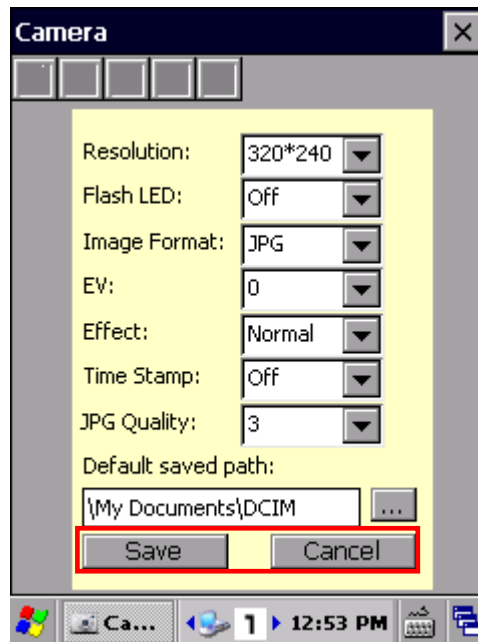 Camera
Resolution: 320*240
Flash LED: Off
Image Format: JPG
EV: 0
Effect: Normal
Time Stamp: Off
JPG Quality: 3
Default saved path:
\My Documents\DCIM ...
Save Cancel
Ca... 1 12:53 PM